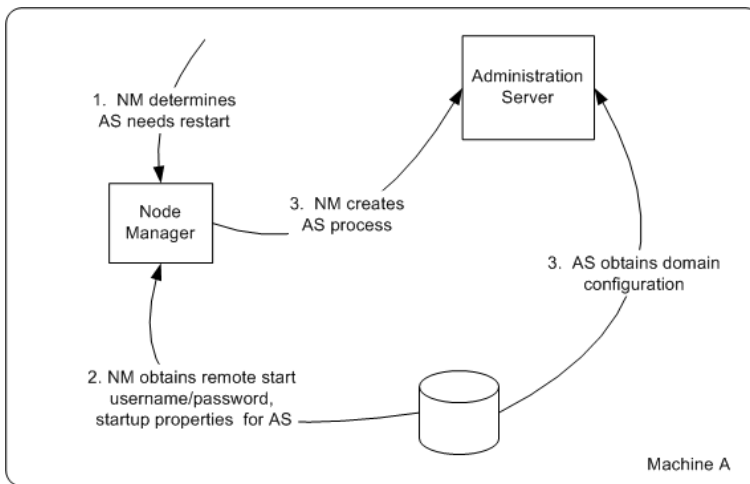 Administration
Server
1. NM determines
AS needs restart
Node
Manager
3. NM creates
AS process
3. AS obtains domain
configuration
2. NM obtains remote start
username/password,
startup properties for AS
Machine A